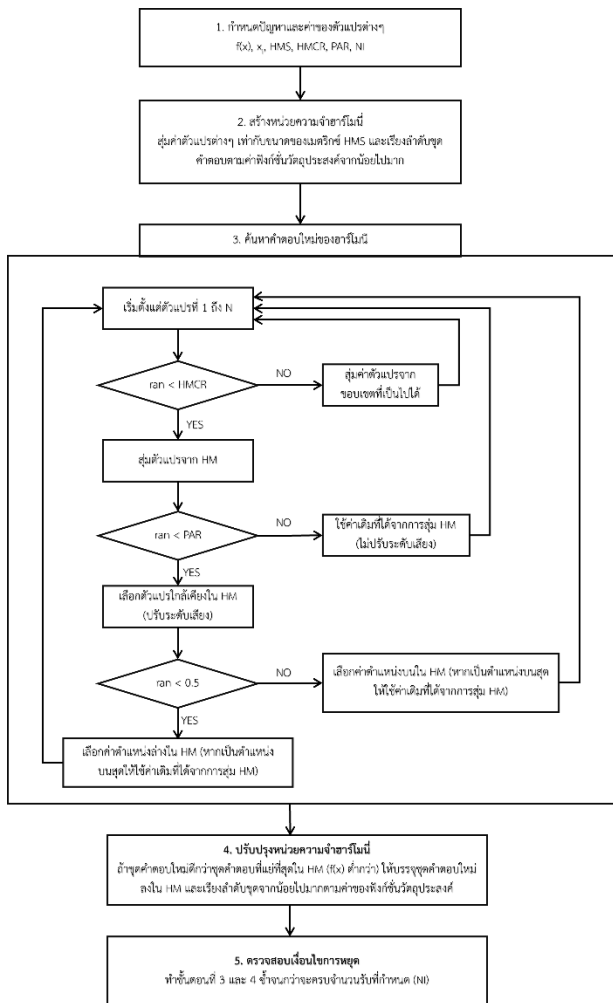 1. กำหนดปัญหาและค่าของตัวแปรต่างๆ
f(x), xᵢ, HMS, HMCR, PAR, NI
2. สร้างหน่วยความจำฮาร์โมนี่
สุ่มค่าตัวแปรต่างๆ เท่ากับขนาดของเมตริกซ์ HMS และเรียงลำดับชุด
คำตอบตามค่าฟังก์ชั่นวัตถุประสงค์จากน้อยไปมาก
3. ค้นหาคำตอบใหม่ของฮาร์โมนี
เริ่มตั้งแต่ตัวแปรที่ 1 ถึง N
ran < HMCR
NO
สุ่มค่าตัวแปรจาก
ขอบเขตที่เป็นไปได้
YES
สุ่มตัวแปรจาก HM
ran < PAR
NO
ใช้ค่าเดิมที่ได้จากการสุ่ม HM
(ไม่ปรับระดับเสียง)
YES
เลือกตัวแปรใกล้เคียงใน HM
(ปรับระดับเสียง)
ran < 0.5
NO
เลือกค่าตำแหน่งบนใน HM (หากเป็นตำแหน่งบนสุด
ให้ใช้ค่าเดิมที่ได้จากการสุ่ม HM)
YES
เลือกค่าตำแหน่งล่างใน HM (หากเป็นตำแหน่ง
บนสุดให้ใช้ค่าเดิมที่ได้จากการสุ่ม HM)
4. ปรับปรุงหน่วยความจำฮาร์โมนี่
ถ้าชุดคำตอบใหม่ดีกว่าชุดคำตอบที่แย่ที่สุดใน HM (f(x) ต่ำกว่า) ให้บรรจุชุดคำตอบใหม่
ลงใน HM และเรียงลำดับชุดจากน้อยไปมากตามค่าของฟังก์ชั่นวัตถุประสงค์
5. ตรวจสอบเงื่อนไขการหยุด
ทำขั้นตอนที่ 3 และ 4 ซ้ำจนกว่าจะครบจำนวนรับที่กำหนด (NI)